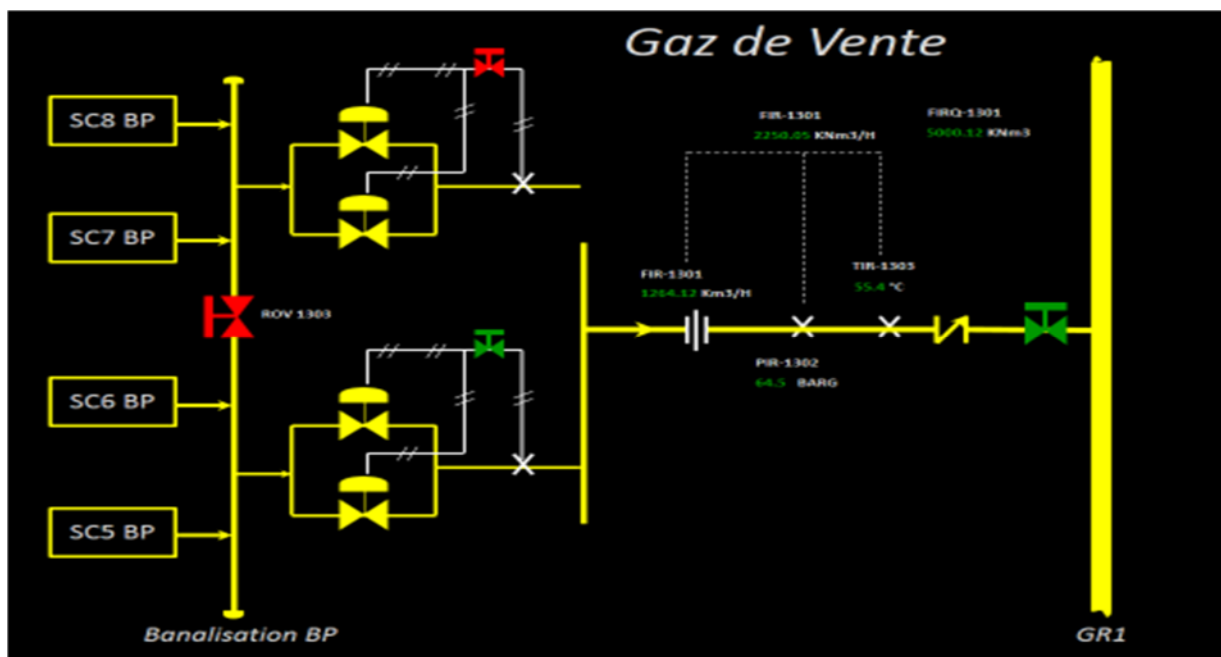 Gaz de Vente
SC8 BP
FIR-1301
2250.05 KNm3/H
FIRQ-1301
5000.12 KNm3
SC7 BP
FIR-1301
1264.12 Km3/H
TIR-1303
55.4 °C
ROV 1303
PIR-1302
64.5 BARG
SC6 BP
SC5 BP
Banalisation BP
GR1